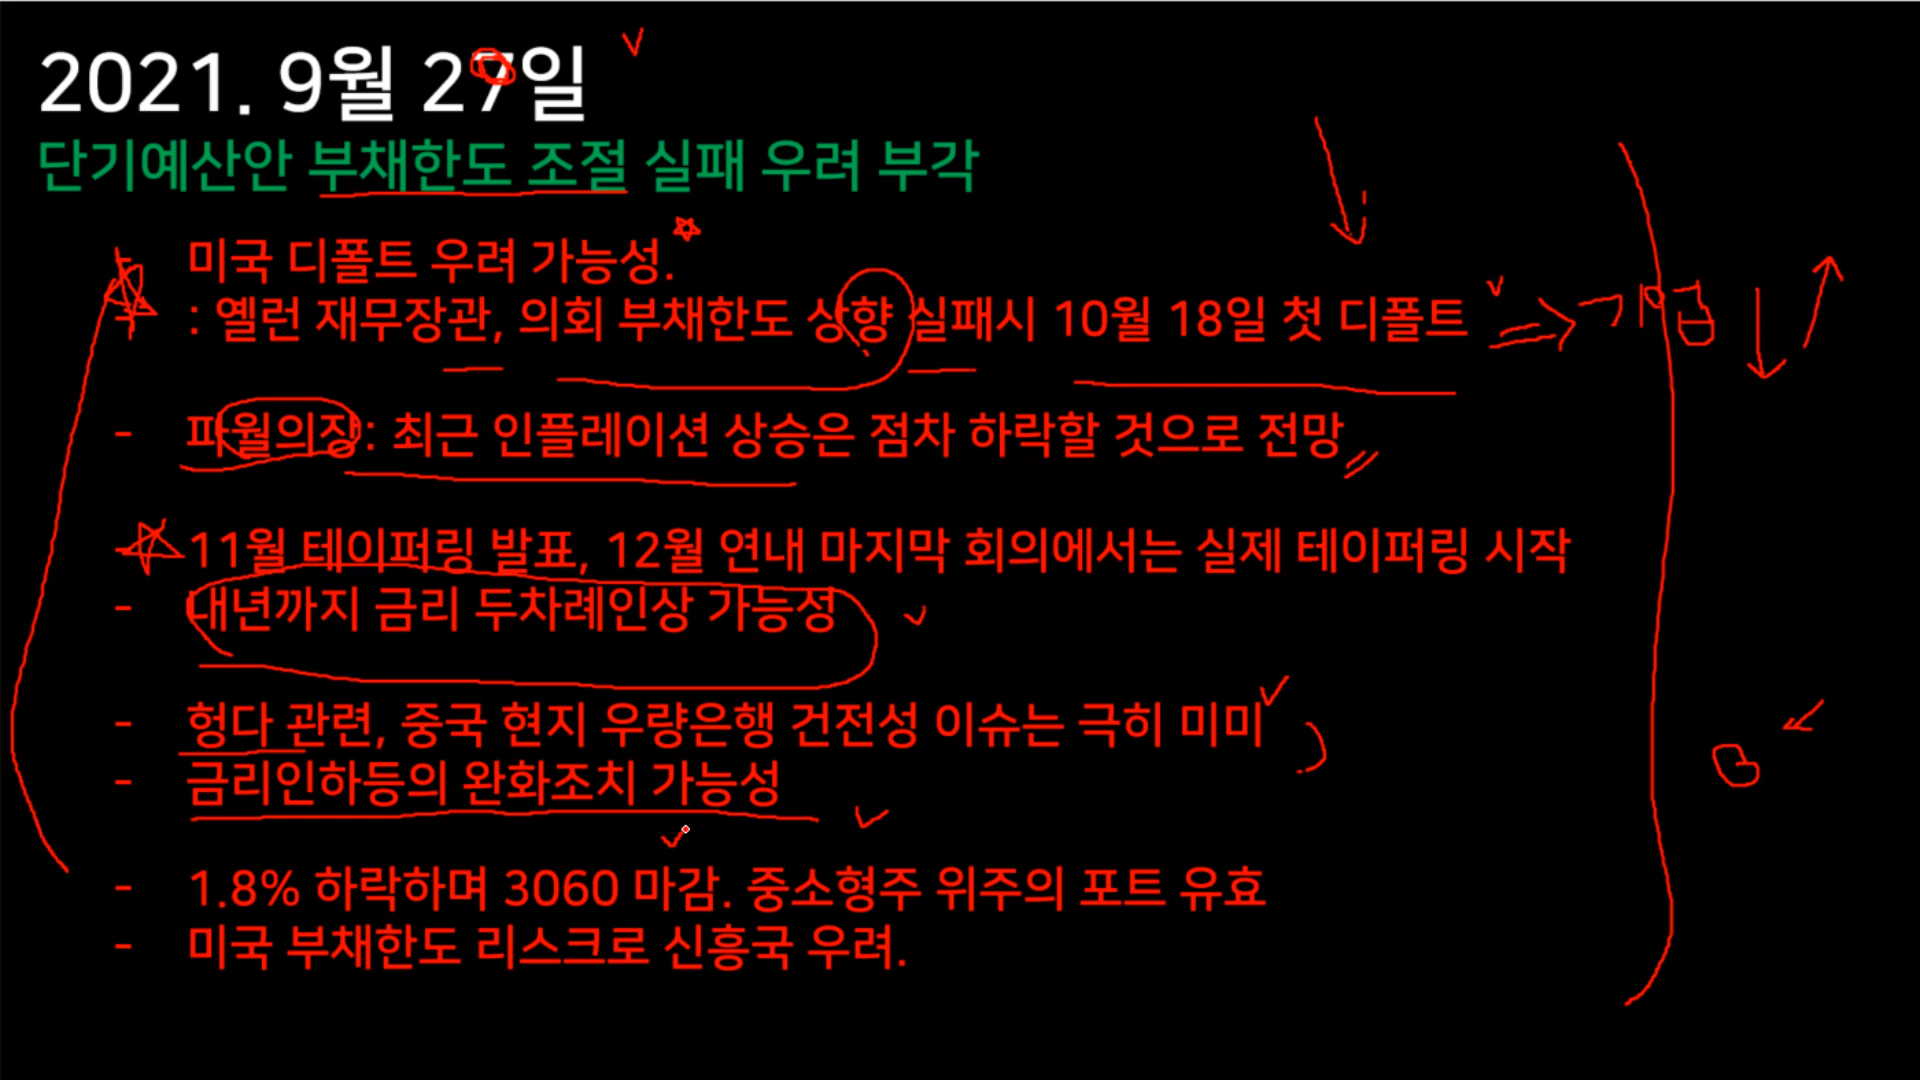 2021. 9월 27일
단기예산안 부채한도 조절 실패 우려 부각
- 미국 디폴트 우려 가능성.
- : 옐런 재무장관, 의회 부채한도 상향 실패시 10월 18일 첫 디폴트
- 파월의장: 최근 인플레이션 상승은 점차 하락할 것으로 전망
- 11월 테이퍼링 발표, 12월 연내 마지막 회의에서는 실제 테이퍼링 시작
- 내년까지 금리 두차례인상 가능성
- 헝다 관련, 중국 현지 우량은행 건전성 이슈는 극히 미미
- 금리인하등의 완화조치 가능성
- 1.8% 하락하며 3060 마감. 중소형주 위주의 포트 유효
- 미국 부채한도 리스크로 신흥국 우려.